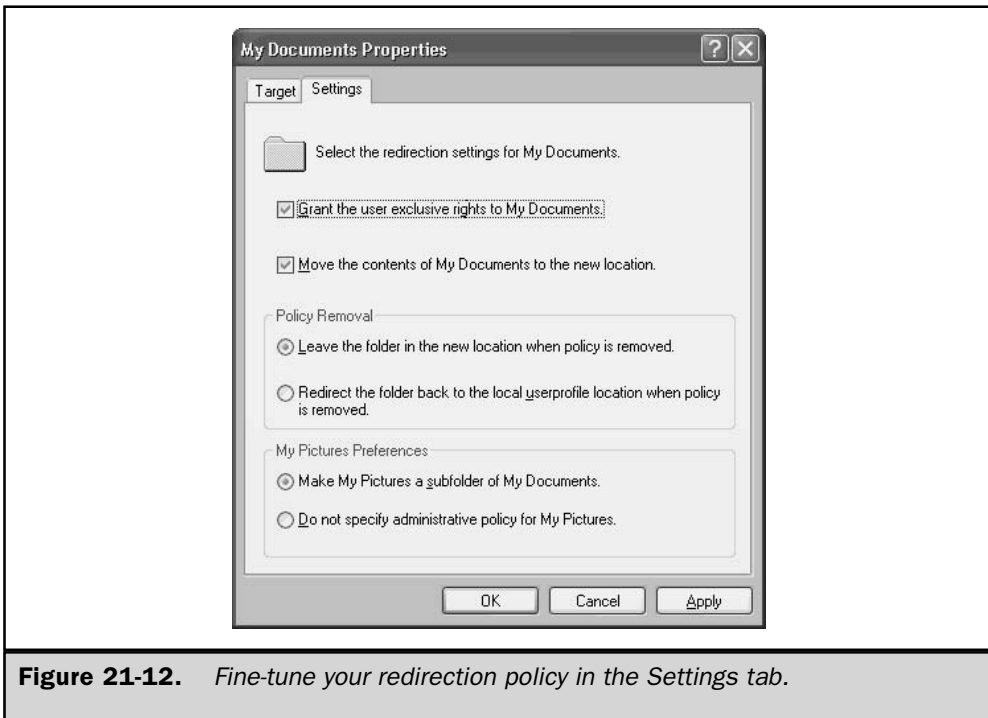 My Documents Properties
Target Settings
Select the redirection settings for My Documents.
Grant the user exclusive rights to My Documents.
Move the contents of My Documents to the new location.
Policy Removal
Leave the folder in the new location when policy is removed.
Redirect the folder back to the local userprofile location when policy
is removed.
My Pictures Preferences
Make My Pictures a subfolder of My Documents.
Do not specify administrative policy for My Pictures.
OK Cancel Apply
Figure 21-12. Fine-tune your redirection policy in the Settings tab.